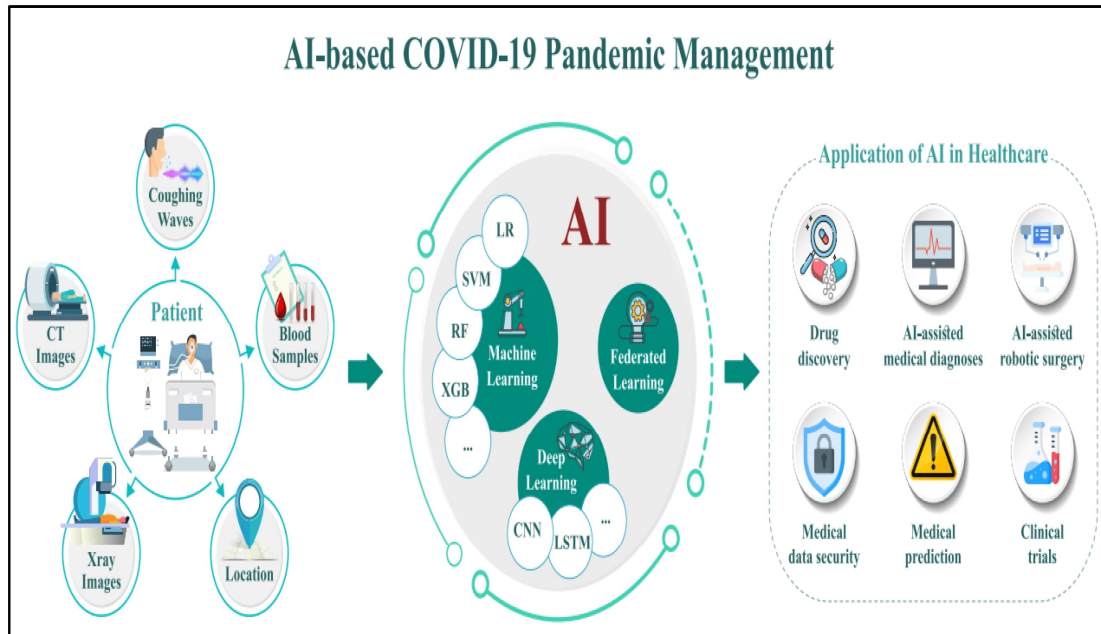 AI-based COVID-19 Pandemic Management
Coughing
Waves
CT
Images
Patient
Blood
Samples
Xray
Images
Location
AI
LR
SVM
RF
XGB
...
Machine
Learning
Federated
Learning
Deep
Learning
CNN
LSTM
...
Application of AI in Healthcare
Drug
discovery
AI-assisted
medical diagnoses
AI-assisted
robotic surgery
Medical
data security
Medical
prediction
Clinical
trials